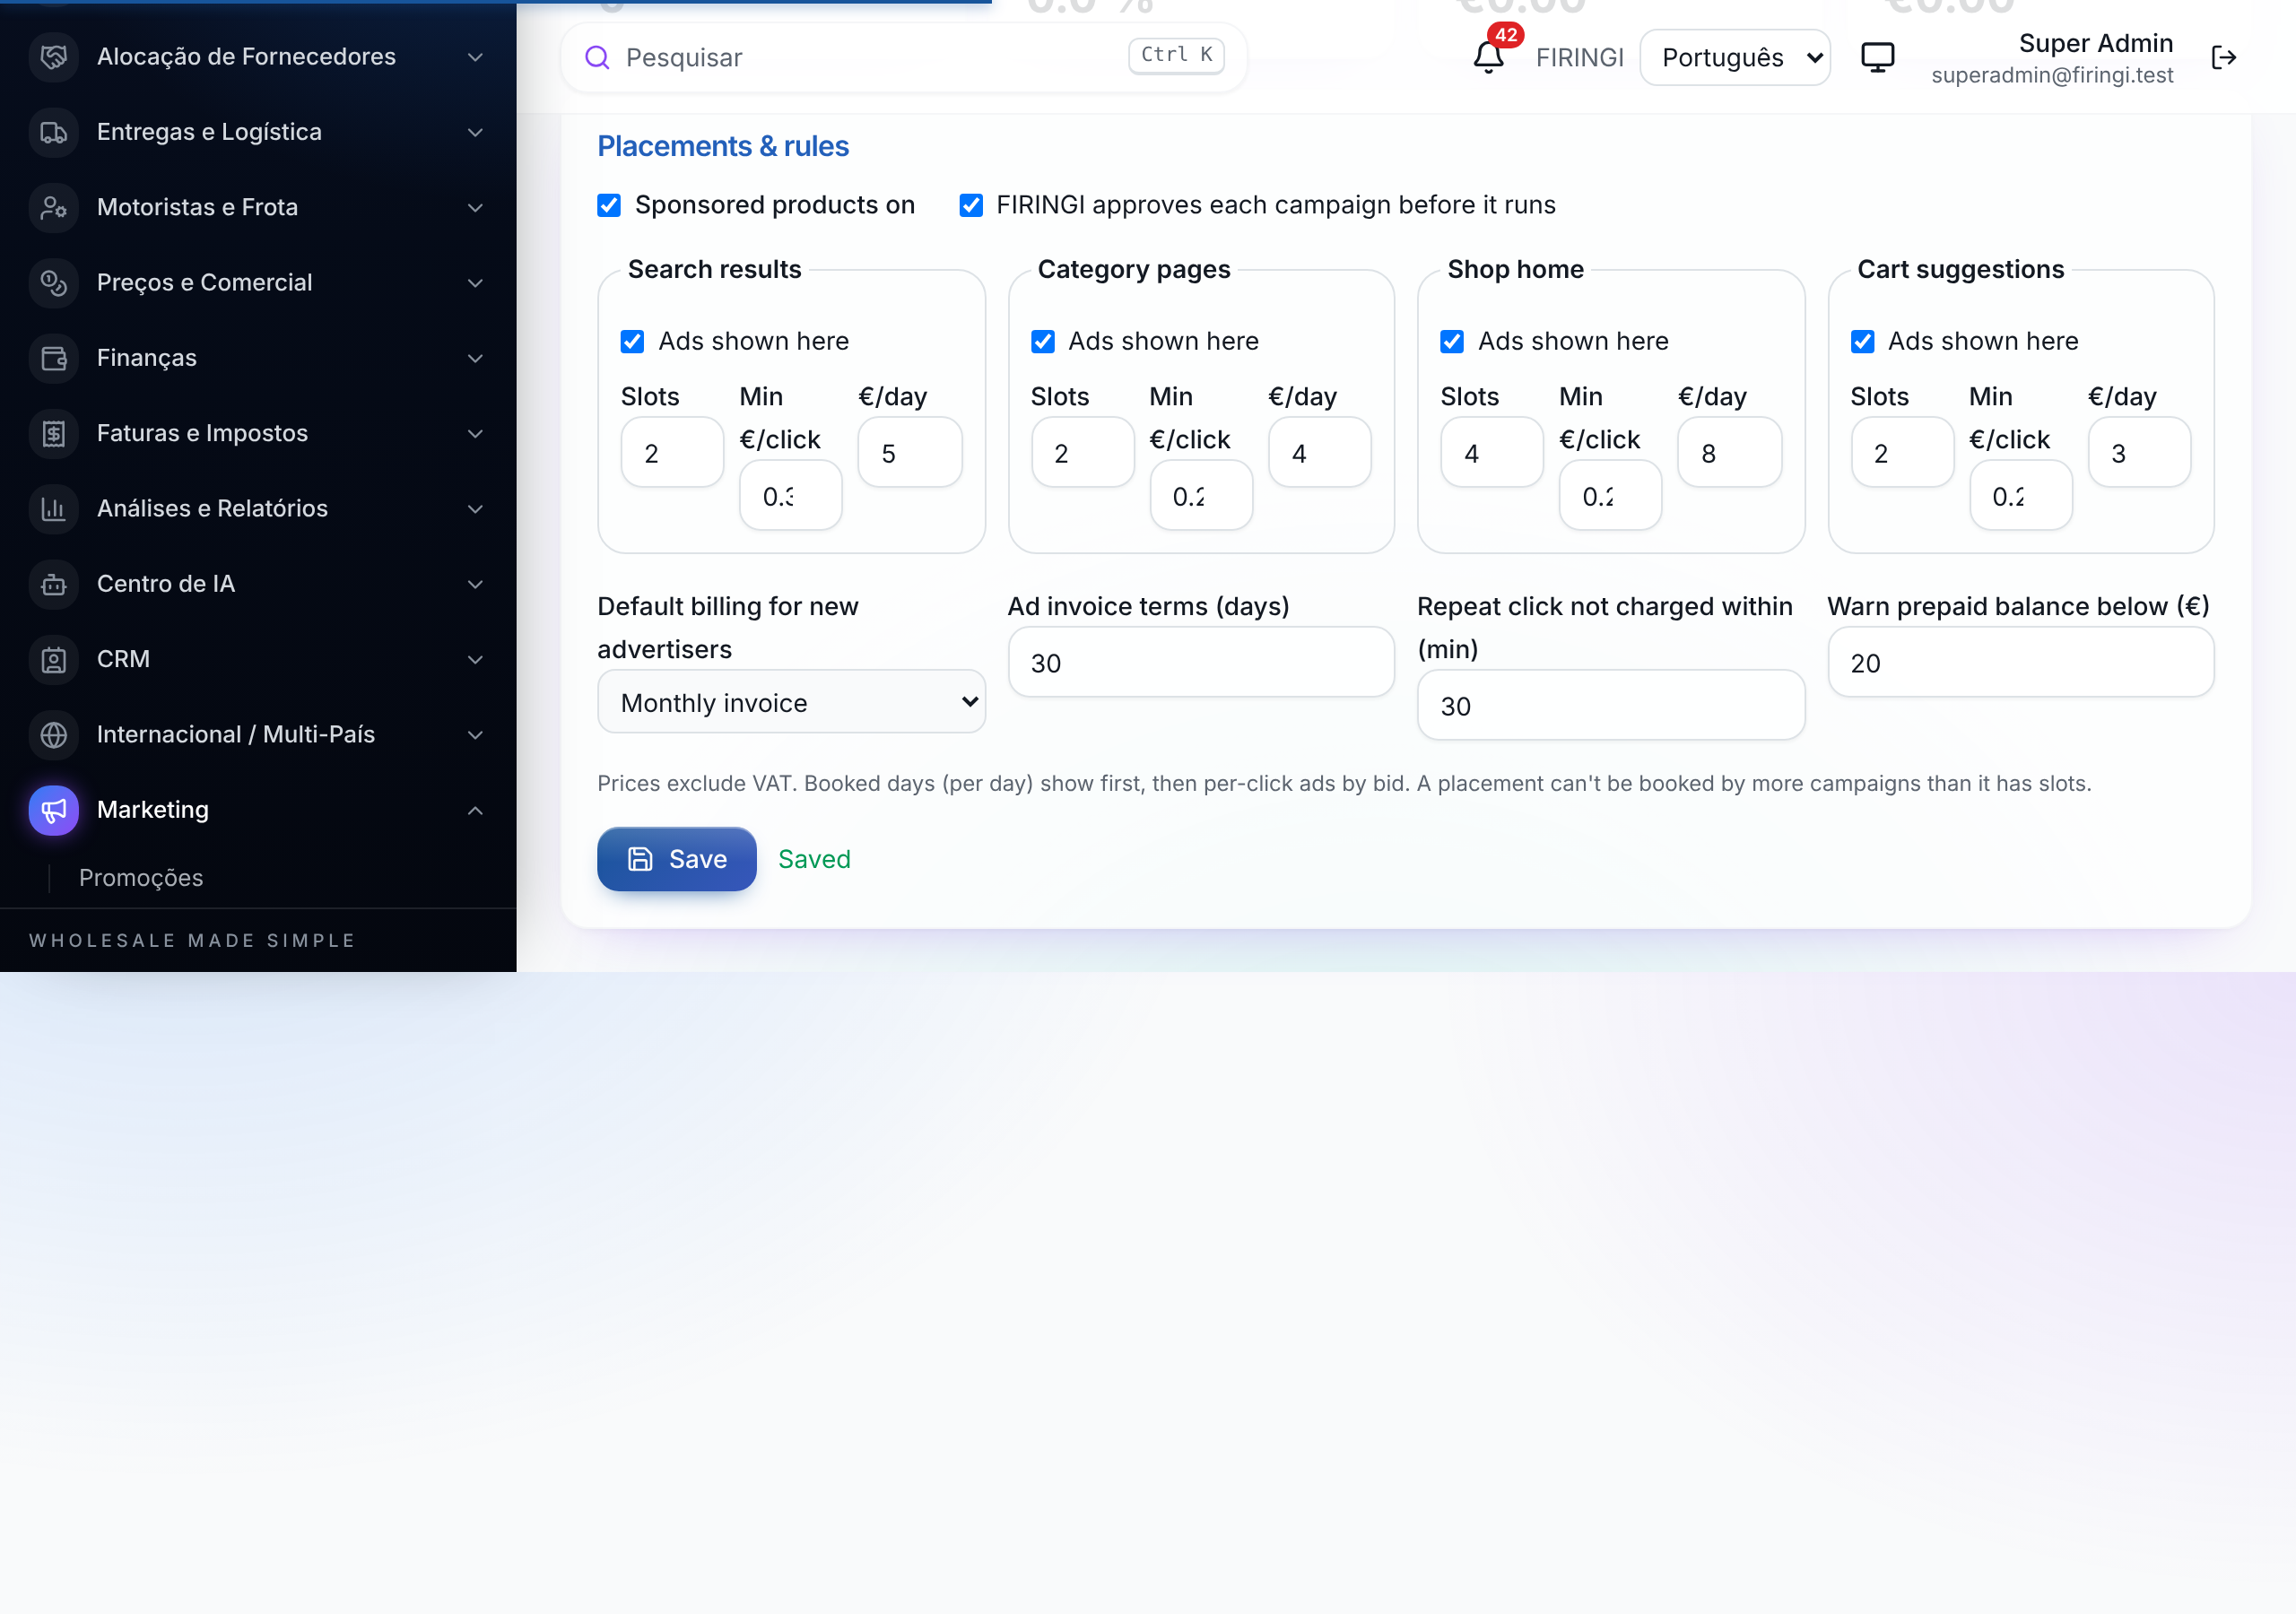 Alocação de Fornecedores
Entregas e Logística
Motoristas e Frota
Preços e Comercial
Finanças
Faturas e Impostos
Análises e Relatórios
Centro de IA
CRM
Internacional / Multi-País
Marketing
Promoções
WHOLESALE MADE SIMPLE
Pesquisar
Ctrl K
42
FIRINGI
Português
Super Admin
superadmin@firingi.test
Placements & rules
Sponsored products on
FIRINGI approves each campaign before it runs
Search results
Ads shown here
Slots
Min
€/click
€/day
2
5
Category pages
Ads shown here
Slots
Min
€/click
€/day
2
0.2
4
Shop home
Ads shown here
Slots
Min
€/click
€/day
4
0.2
8
Cart suggestions
Ads shown here
Slots
Min
€/click
€/day
2
0.2
3
Default billing for new
advertisers
Monthly invoice
Ad invoice terms (days)
30
Repeat click not charged within
(min)
30
Warn prepaid balance below (€)
20
Prices exclude VAT. Booked days (per day) show first, then per-click ads by bid. A placement can't be booked by more campaigns than it has slots.
Save
Saved